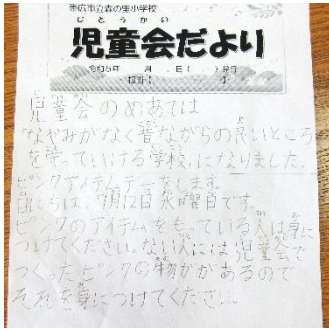 帯広市立森の里小学校
じどうかい
児童会だより
令和5年 月 日( )発行
児童会のめあては
なやみがなく昔ながらの良いところ
を守っていける学校になりました。
ピンクアイテムデーをします。
日にちは、7月12日水曜日です。
ピンクのアイテムをもっている人は身に
つけてください。ない人には児童会で
つくったピンクの物があるので
それを身につけてください。